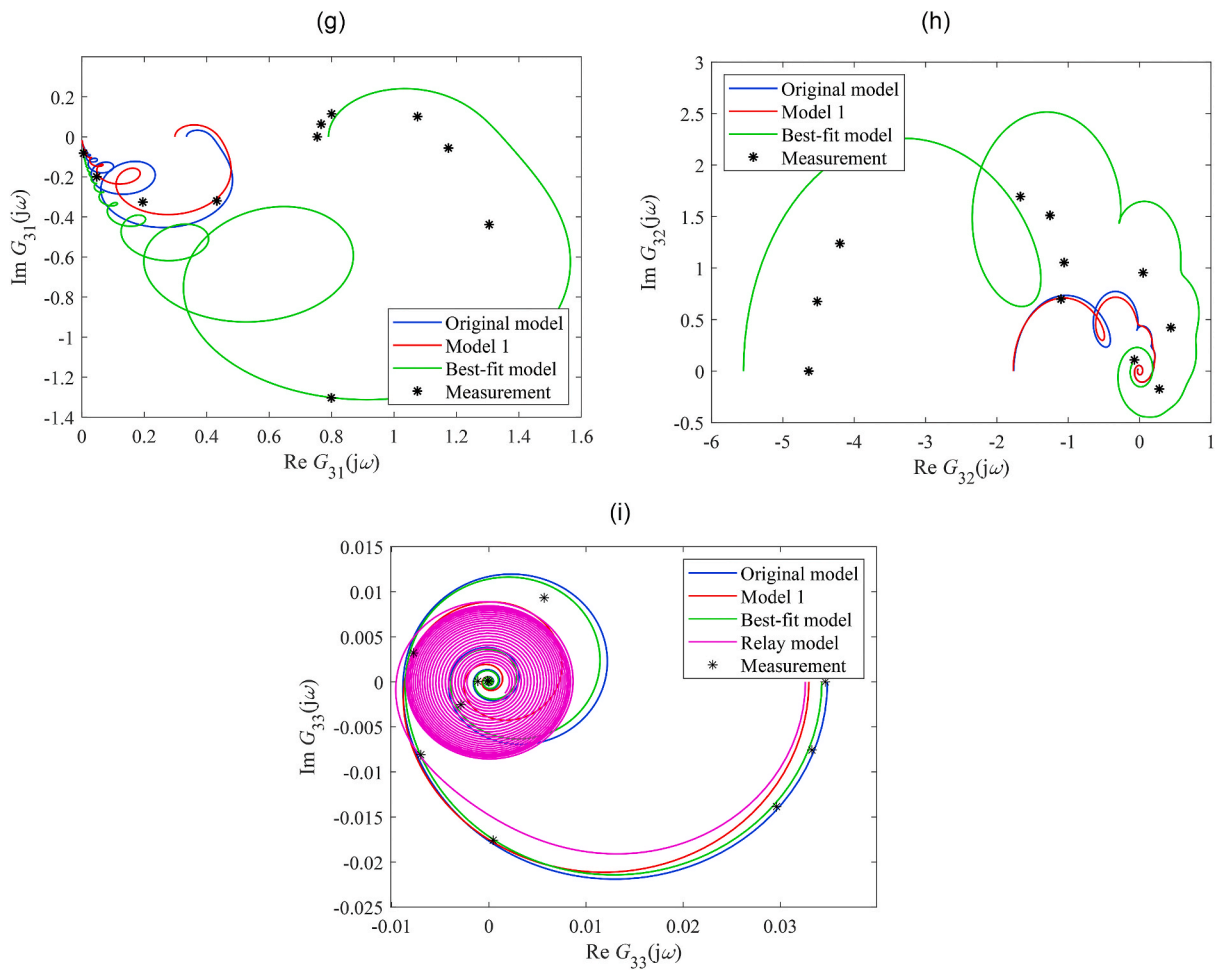 (g)
0.2
0
-0.2
-0.4
-0.6
-0.8
-1
-1.2
-1.4
0 0.2 0.4 0.6 0.8 1 1.2 1.4 1.6
Im G31(jω)
Re G31(jω)
Original model
Model 1
Best-fit model
Measurement
(h)
3
2.5
2
1.5
1
0.5
0
-0.5
-6 -5 -4 -3 -2 -1 0 1
Im G32(jω)
Re G32(jω)
Original model
Model 1
Best-fit model
Measurement
(i)
0.015
0.01
0.005
0
-0.005
-0.01
-0.015
-0.02
-0.025
-0.01 0 0.01 0.02 0.03
Im G33(jω)
Re G33(jω)
Original model
Model 1
Best-fit model
Relay model
Measurement